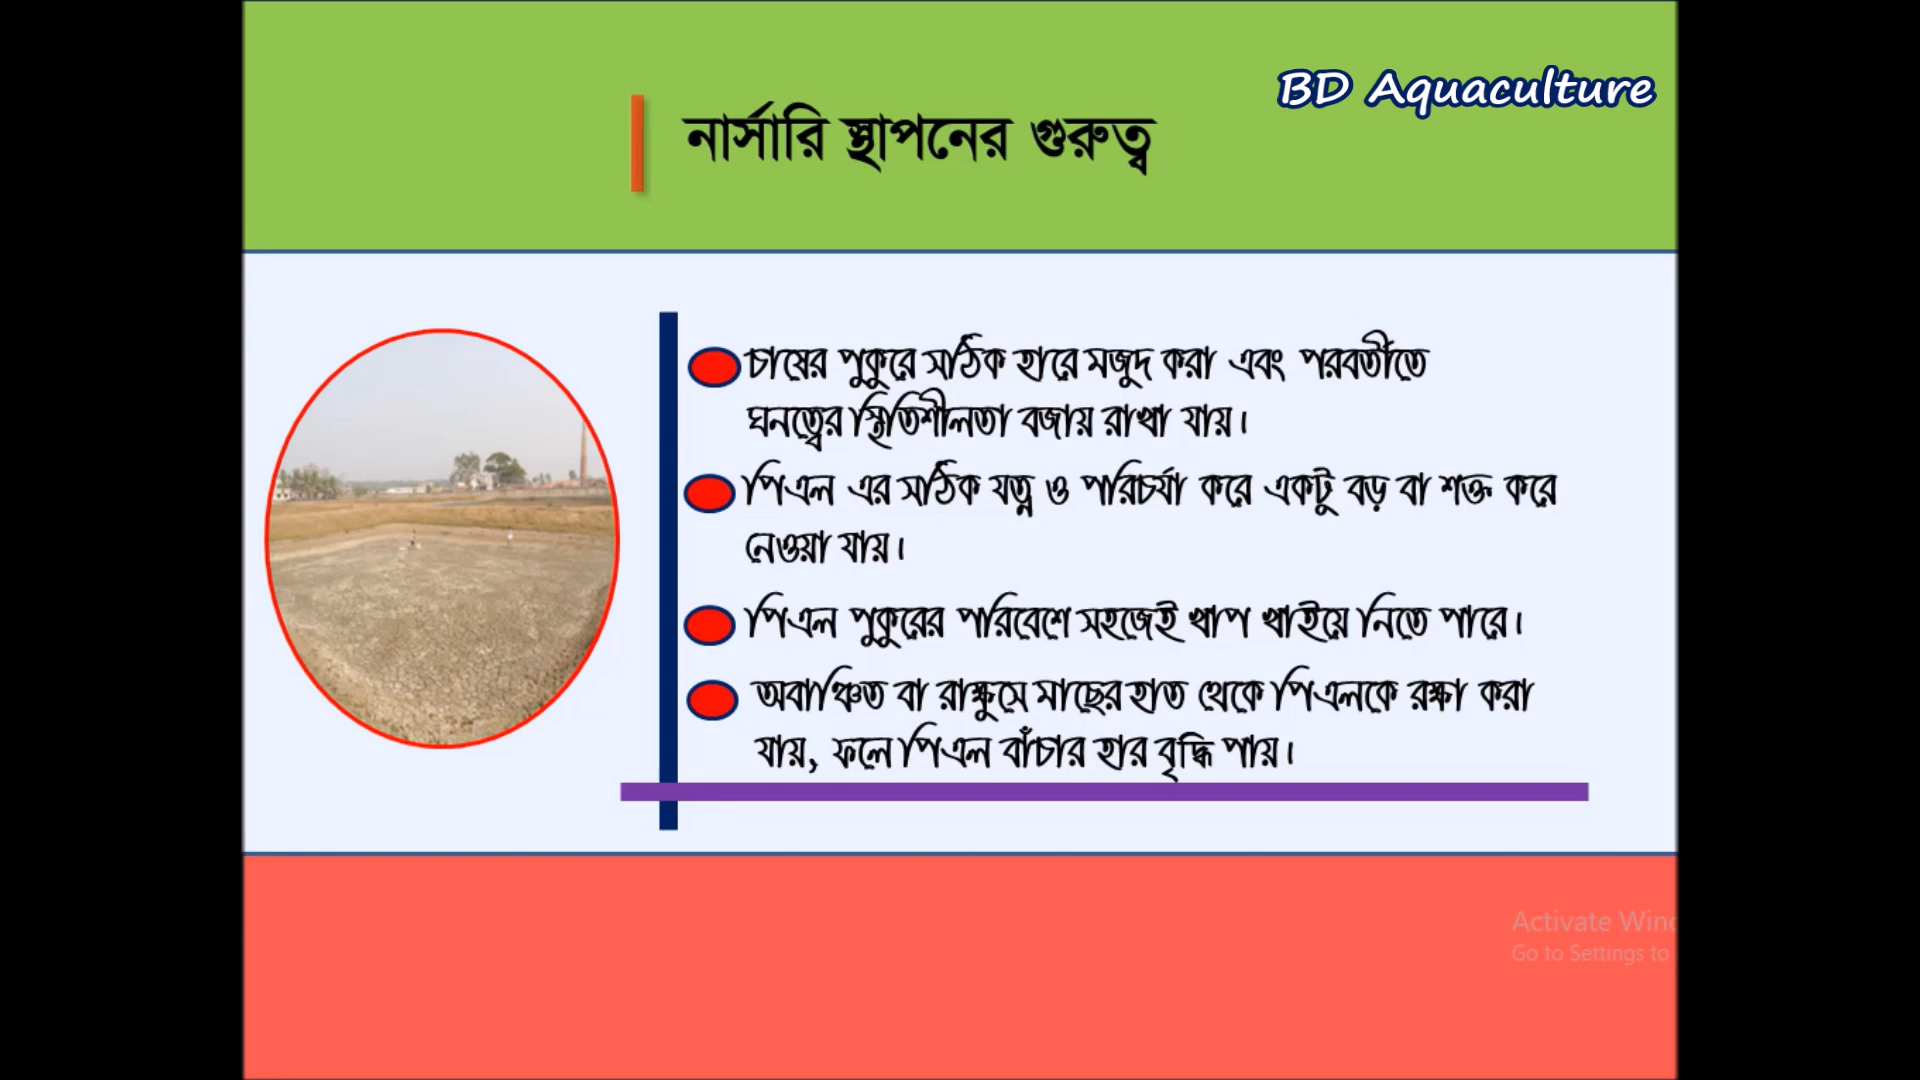 BD Aquaculture
নার্সারি স্থাপনের গুরুত্ব
চাষের পুকুরে সঠিক হারে মজুদ করা এবং পরবর্তীতে
ঘনত্বের স্থিতিশীলতা বজায় রাখা যায়।
পিএল এর সঠিক যত্ন ও পরিচর্যা করে একটু বড় বা শক্ত করে
নেওয়া যায়।
পিএল পুকুরের পরিবেশে সহজেই খাপ খাইয়ে নিতে পারে।
অবাঞ্চিত বা রাক্ষুসে মাছের হাত থেকে পিএলকে রক্ষা করা
যায়, ফলে পিএল বাঁচার হার বৃদ্ধি পায়।
Activate Wind
Go to Settings to